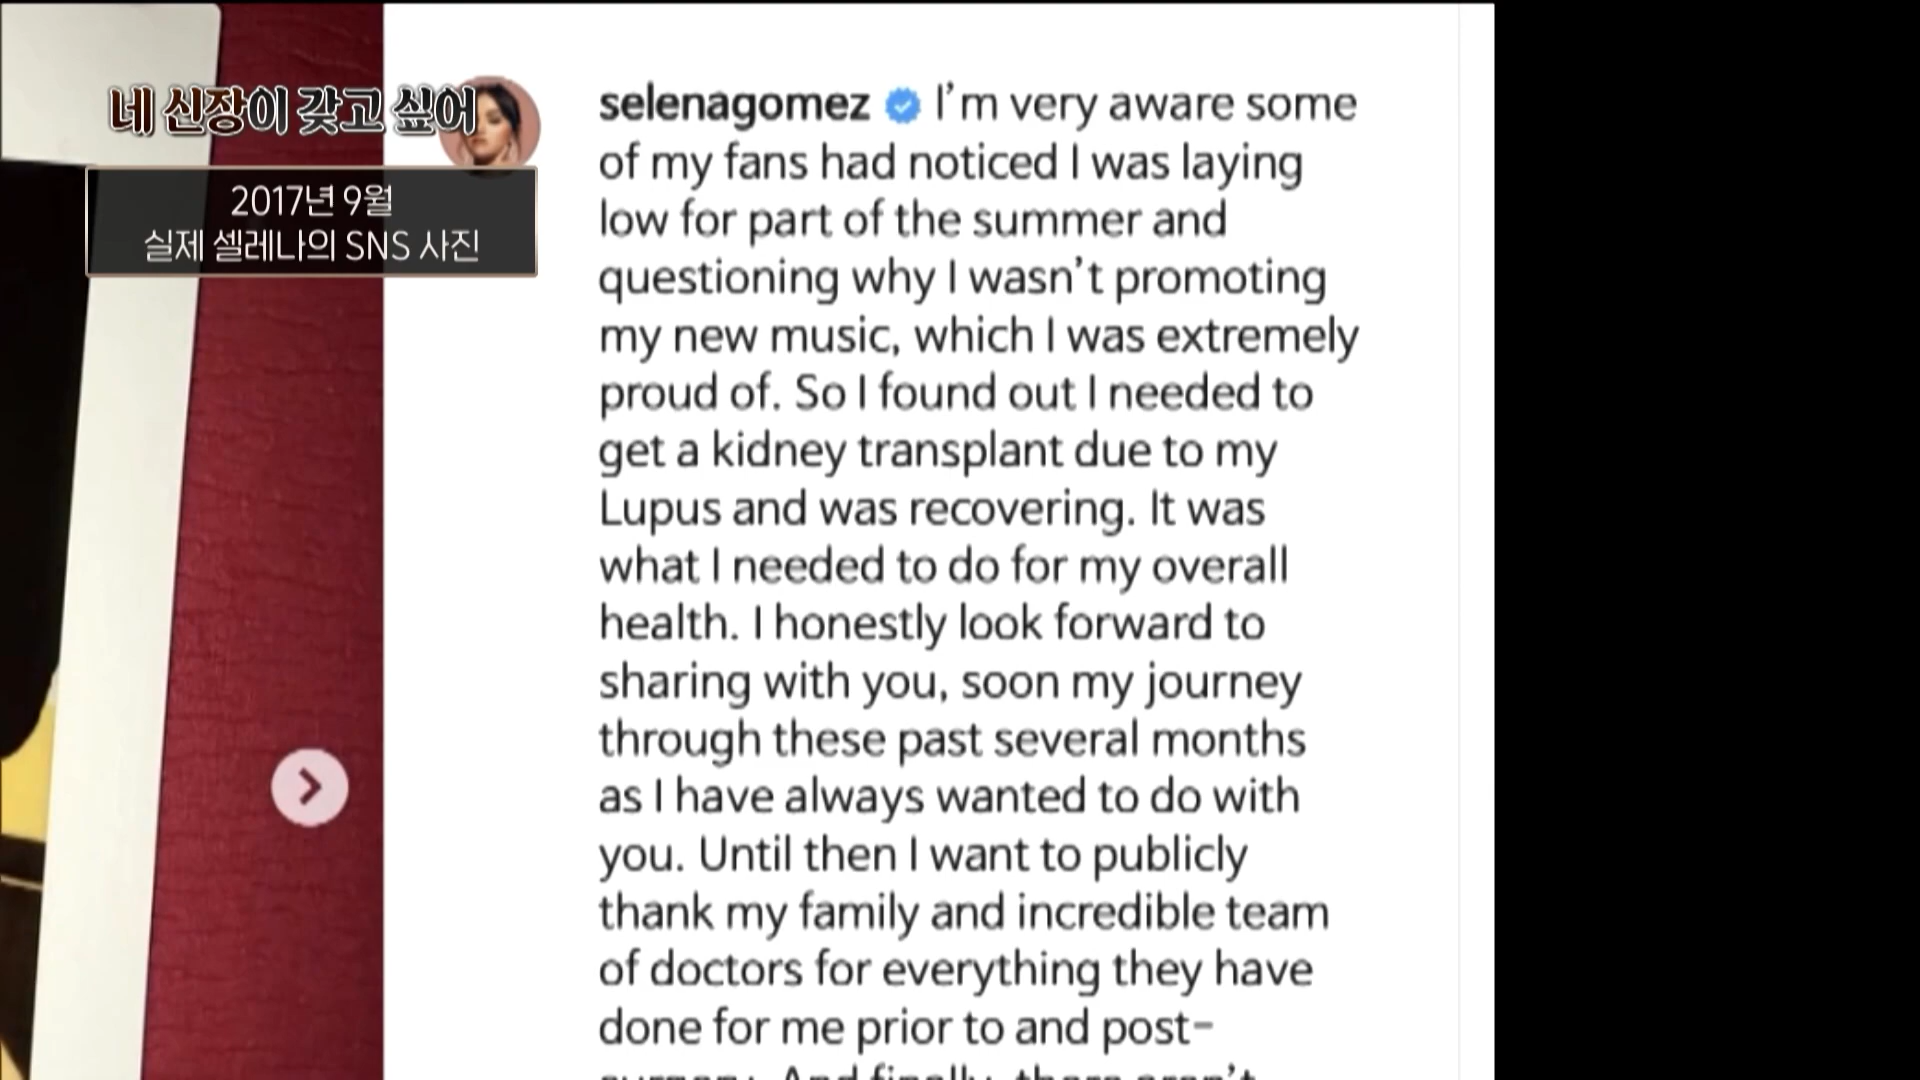 네 신장이 갖고 싶어
2017년 9월
실제 셀레나의 SNS 사진
selenagomez I’m very aware some
of my fans had noticed I was laying
low for part of the summer and
questioning why I wasn’t promoting
my new music, which I was extremely
proud of. So I found out I needed to
get a kidney transplant due to my
Lupus and was recovering. It was
what I needed to do for my overall
health. I honestly look forward to
sharing with you, soon my journey
through these past several months
as I have always wanted to do with
you. Until then I want to publicly
thank my family and incredible team
of doctors for everything they have
done for me prior to and post-
surgery. And finally, there aren’t